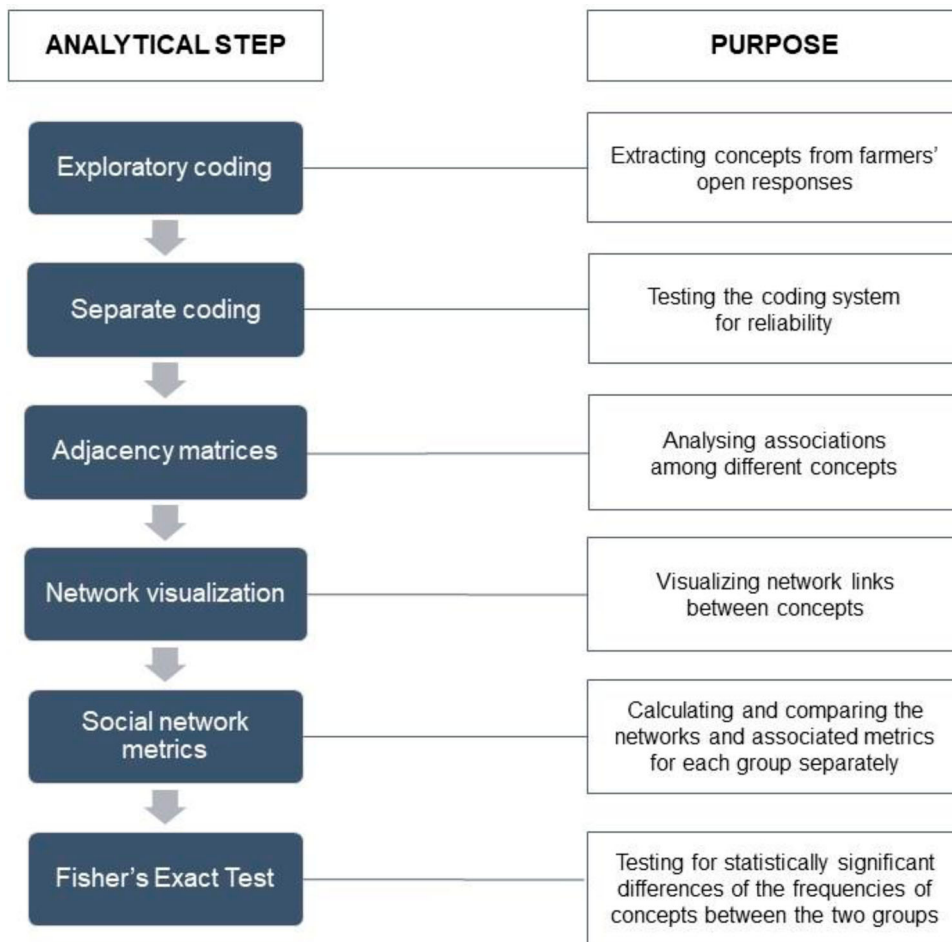 ANALYTICAL STEP
PURPOSE
Exploratory coding
Extracting concepts from farmers'
open responses
Separate coding
Testing the coding system
for reliability
Adjacency matrices
Analysing associations
among different concepts
Network visualization
Visualizing network links
between concepts
Social network
metrics
Calculating and comparing the
networks and associated metrics
for each group separately
Fisher's Exact Test
Testing for statistically significant
differences of the frequencies of
concepts between the two groups